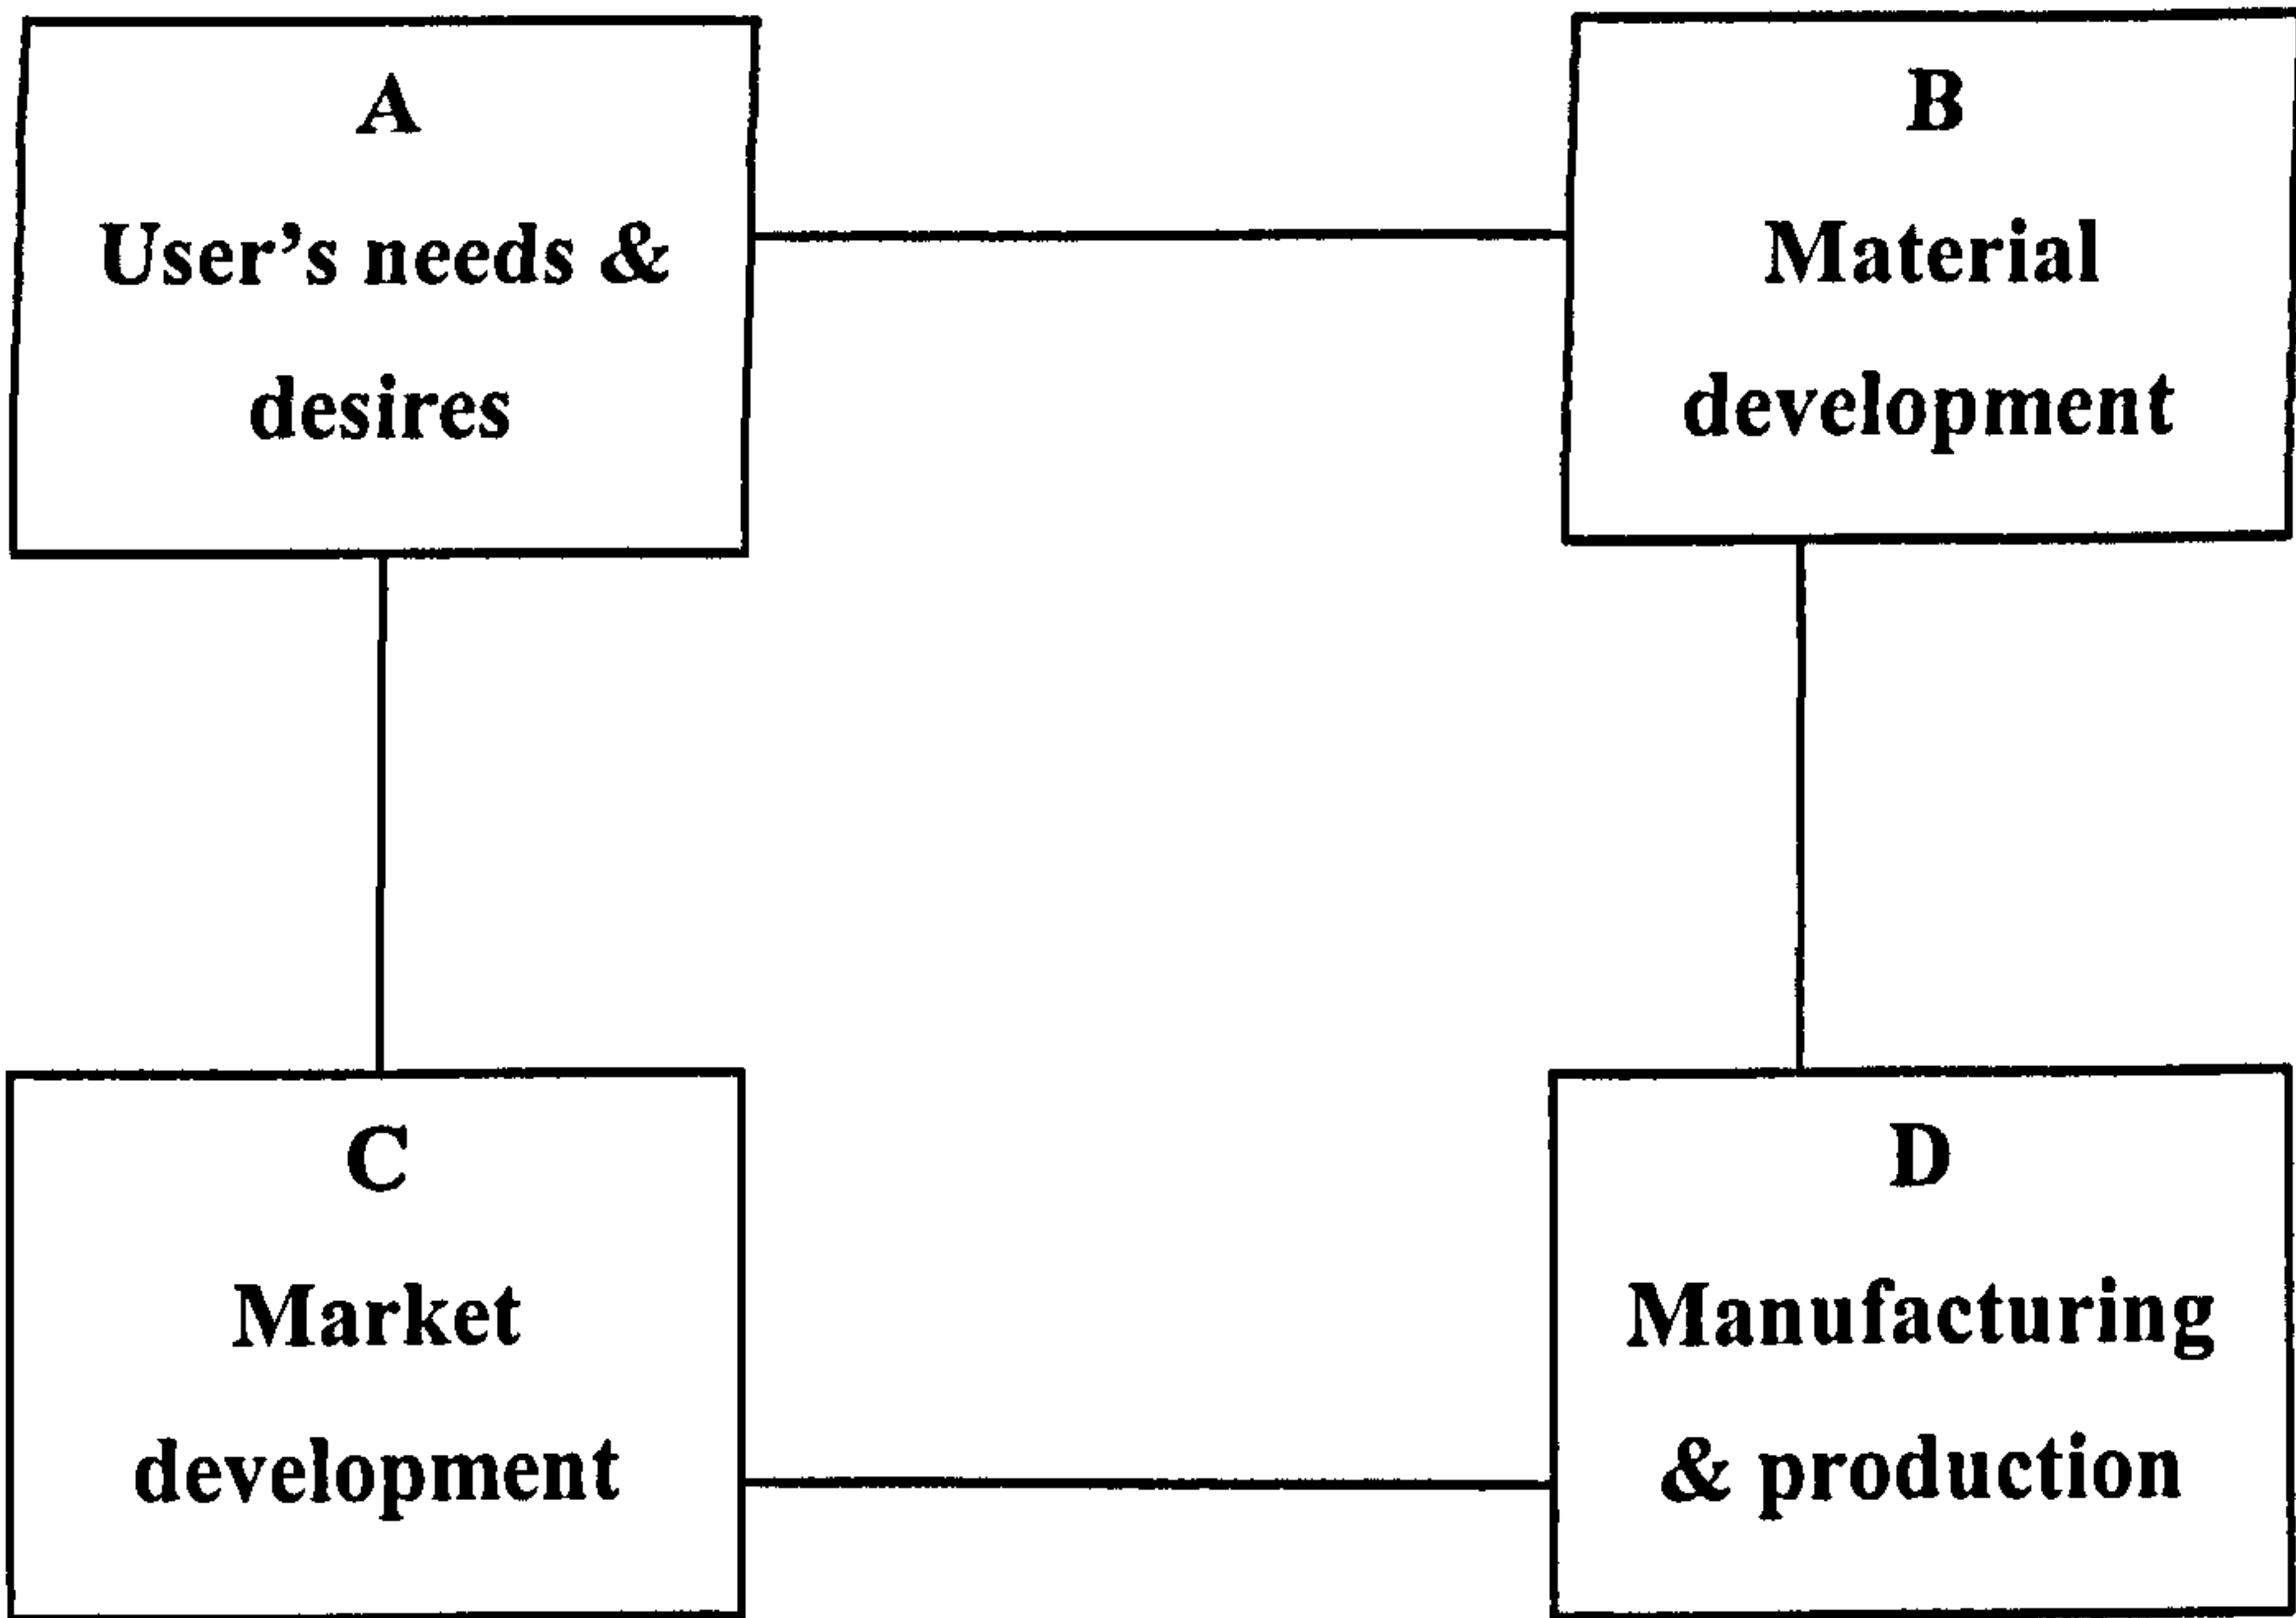 A
User’s needs &
desires
B
Material
development
C
Market
development
D
Manufacturing
& production